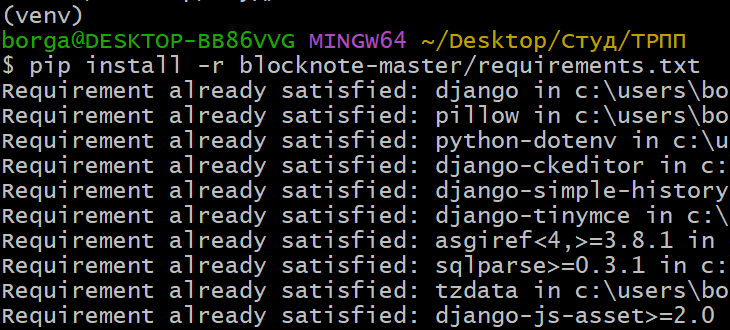 (venv)
borga@DESKTOP-BB86VVG MINGW64 ~/Desktop/Студ/ТРПП
$ pip install -r blocknote-master/requirements.txt
Requirement already satisfied: django in c:\users\bo
Requirement already satisfied: pillow in c:\users\bo
Requirement already satisfied: python-dotenv in c:\u
Requirement already satisfied: django-ckeditor in c:
Requirement already satisfied: django-simple-history
Requirement already satisfied: django-tinymce in c:\
Requirement already satisfied: asgiref<4,>=3.8.1 in
Requirement already satisfied: sqlparse>=0.3.1 in c:
Requirement already satisfied: tzdata in c:\users\bo
Requirement already satisfied: django-js-asset>=2.0